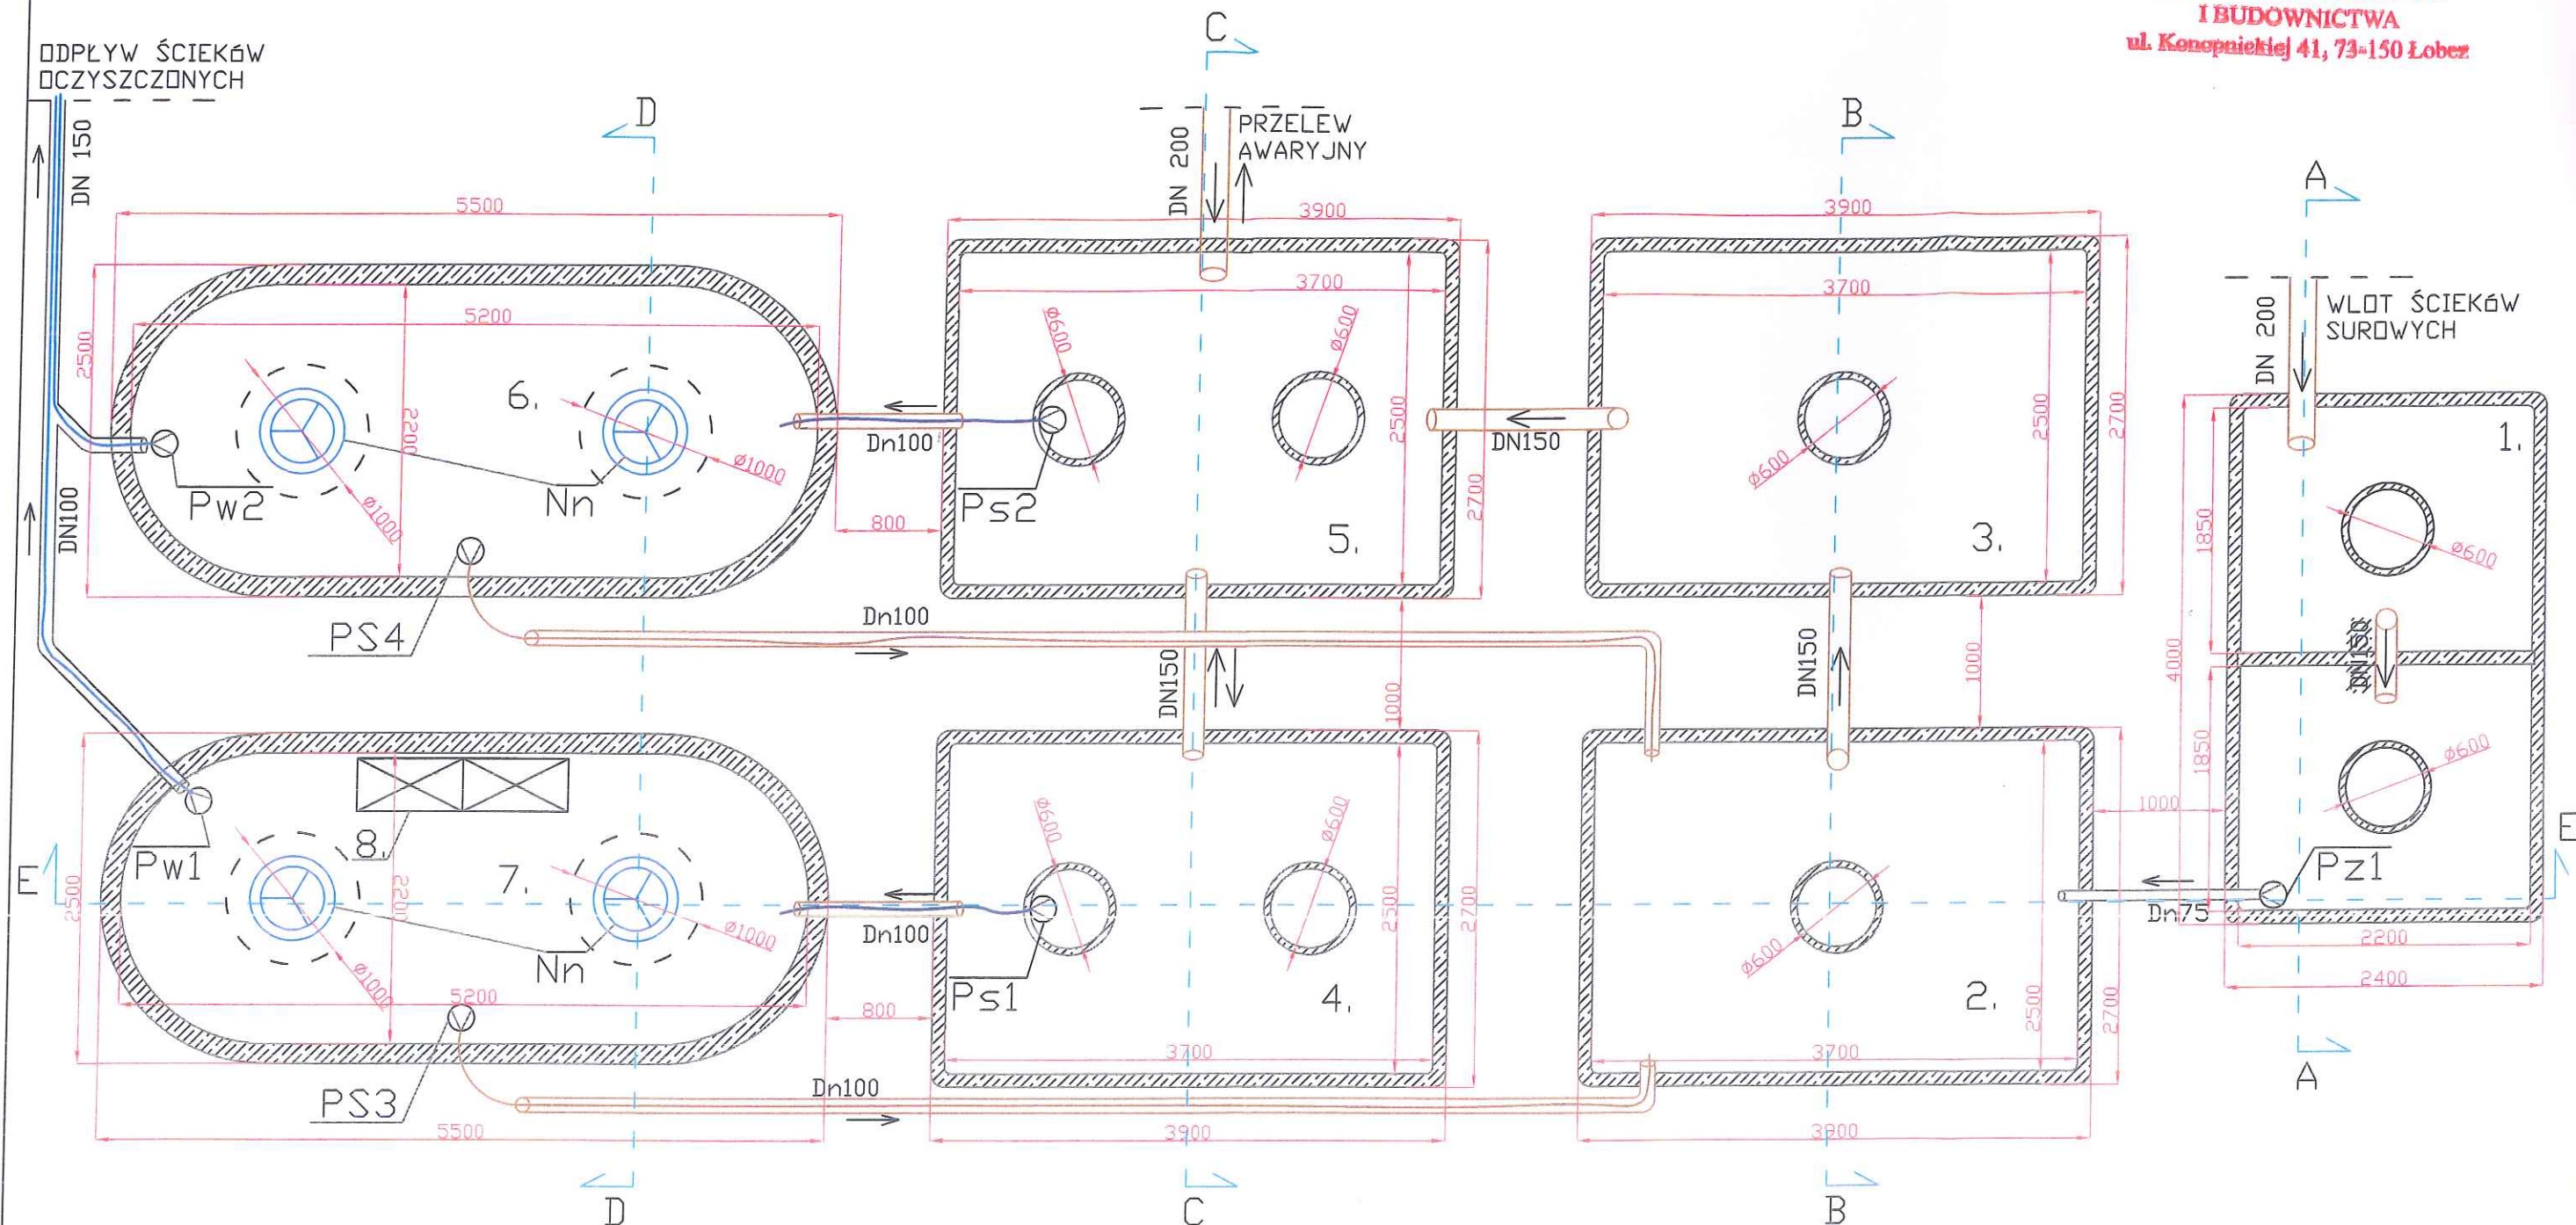 I BUDOWNICTWA
ul. Konopnickiej 41, 73-150 Łobez
ODPŁYW ŚCIEKÓW
OCZYSZCZONYCH
DN 150
DN100
D
C
B
A
PRZELEW
AWARYJNY
DN 200
WLOT ŚCIEKÓW
SUROWYCH
DN 200
5500
5200
2500
2200
6.
Ø1000
Ø1000
Pw2
Nn
PS4
800
Dn100
3900
3700
Ø600
Ø600
2500
2700
Ps2
5.
DN150
3900
3700
Ø600
2500
2700
3.
1.
Ø600
1850
4000
DN150
1850
Ø600
Dn100
DN150
1000
DN150
1000
1000
E
E
Pw1
8.
7.
2500
2200
Ø1000
Ø1000
Nn
5200
PS3
5500
800
Dn100
Ps1
Ø600
Ø600
2500
2700
4.
3700
3900
Dn100
Ø600
2500
2700
2.
3700
3900
Pz1
Dn75
2200
2400
D
C
B
A